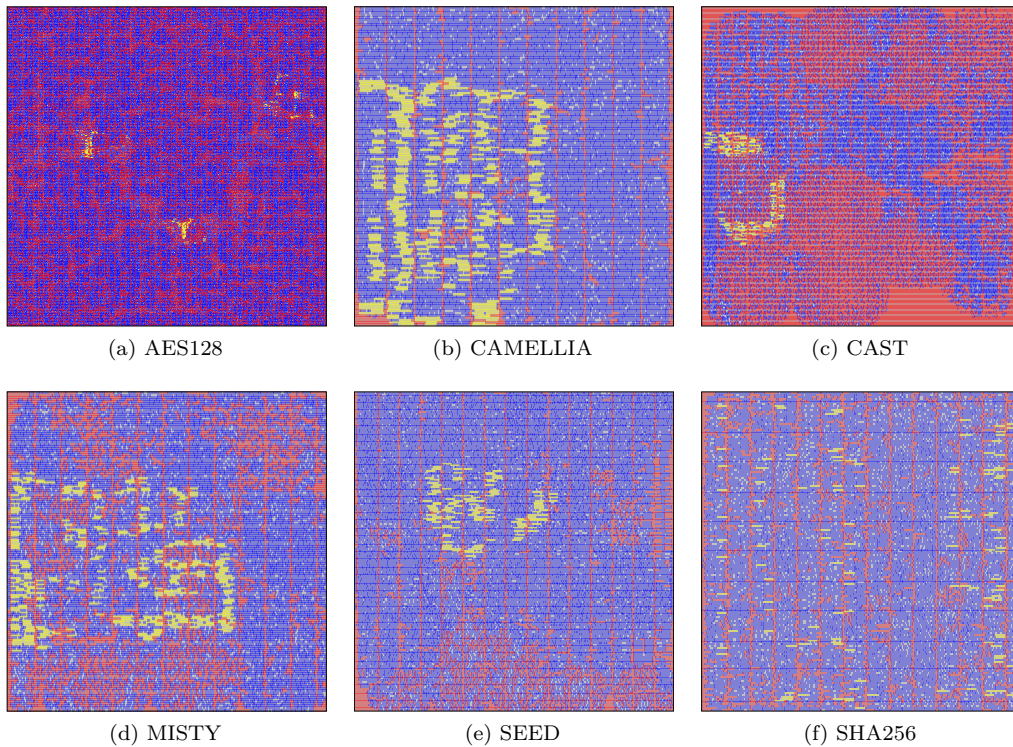 (a) AES128
(b) CAMELLIA
(c) CAST
(d) MISTY
(e) SEED
(f) SHA256